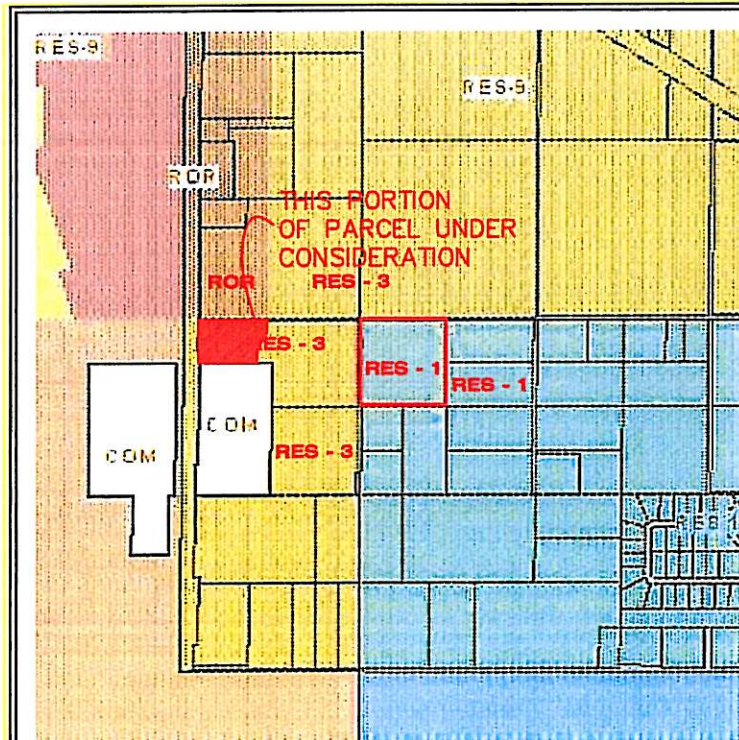 RES-9
RES-9
ROR
THIS PORTION
OF PARCEL UNDER
CONSIDERATION
ROR
RES - 3
ES - 3
RES - 1
RES - 1
COM
COM
RES - 3